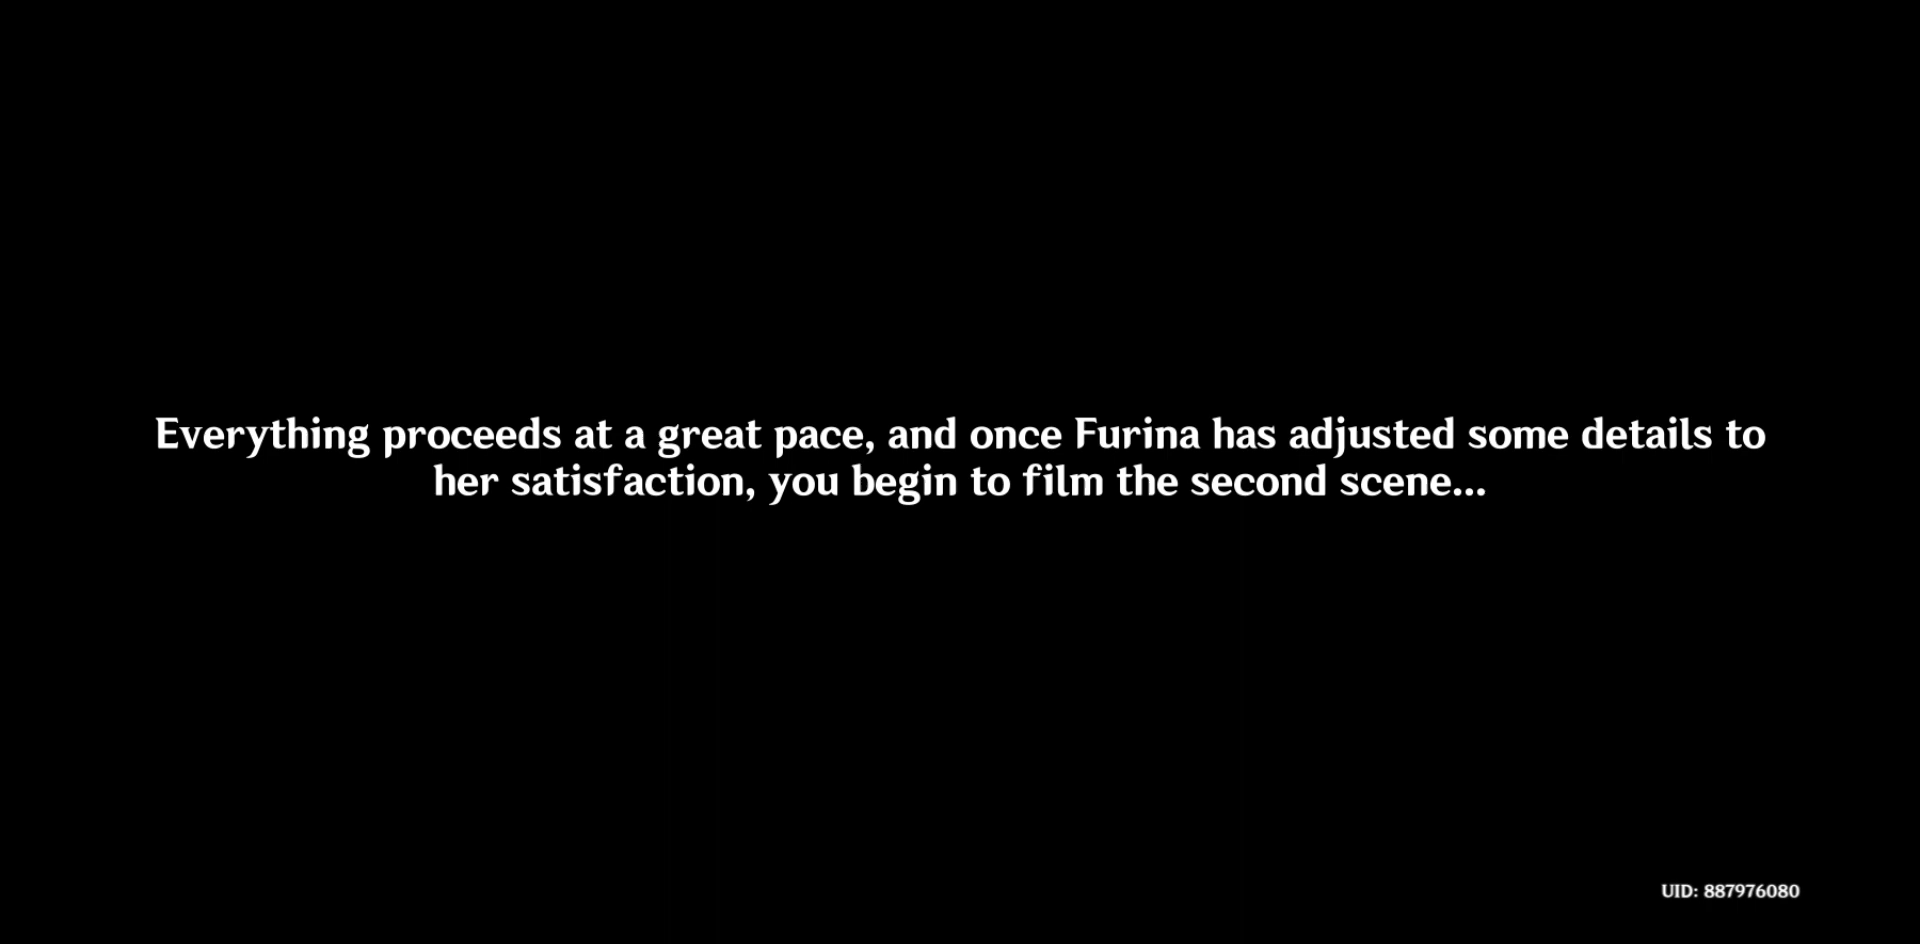 Everything proceeds at a great pace, and once Furina has adjusted some details to
her satisfaction, you begin to film the second scene...
UID: 887976080